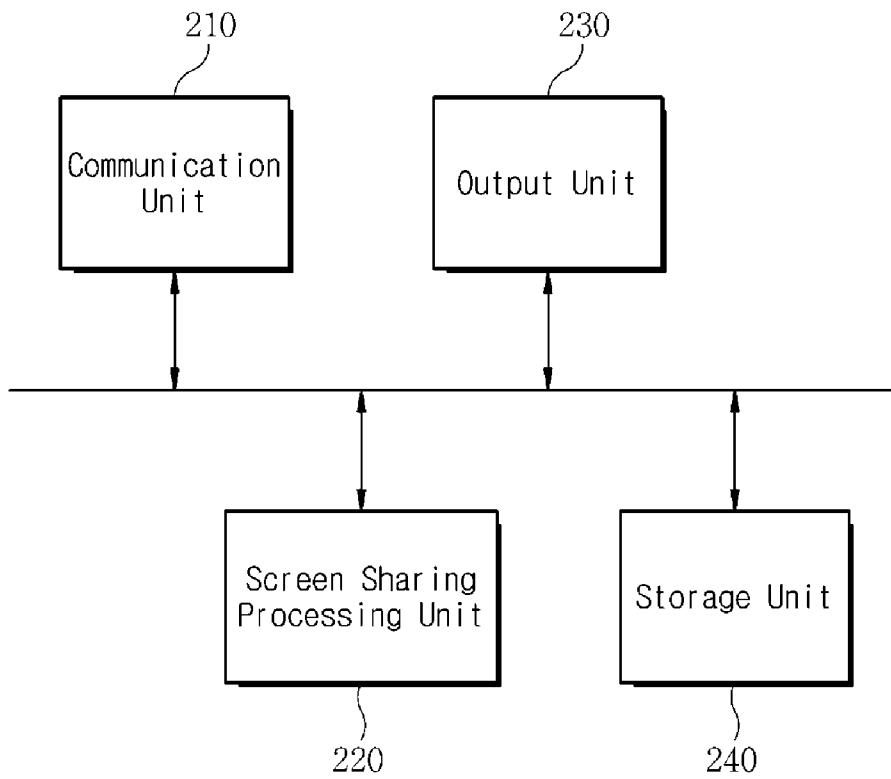 210
230
Communication
Unit
Output Unit
Screen Sharing
Processing Unit
Storage Unit
220
240